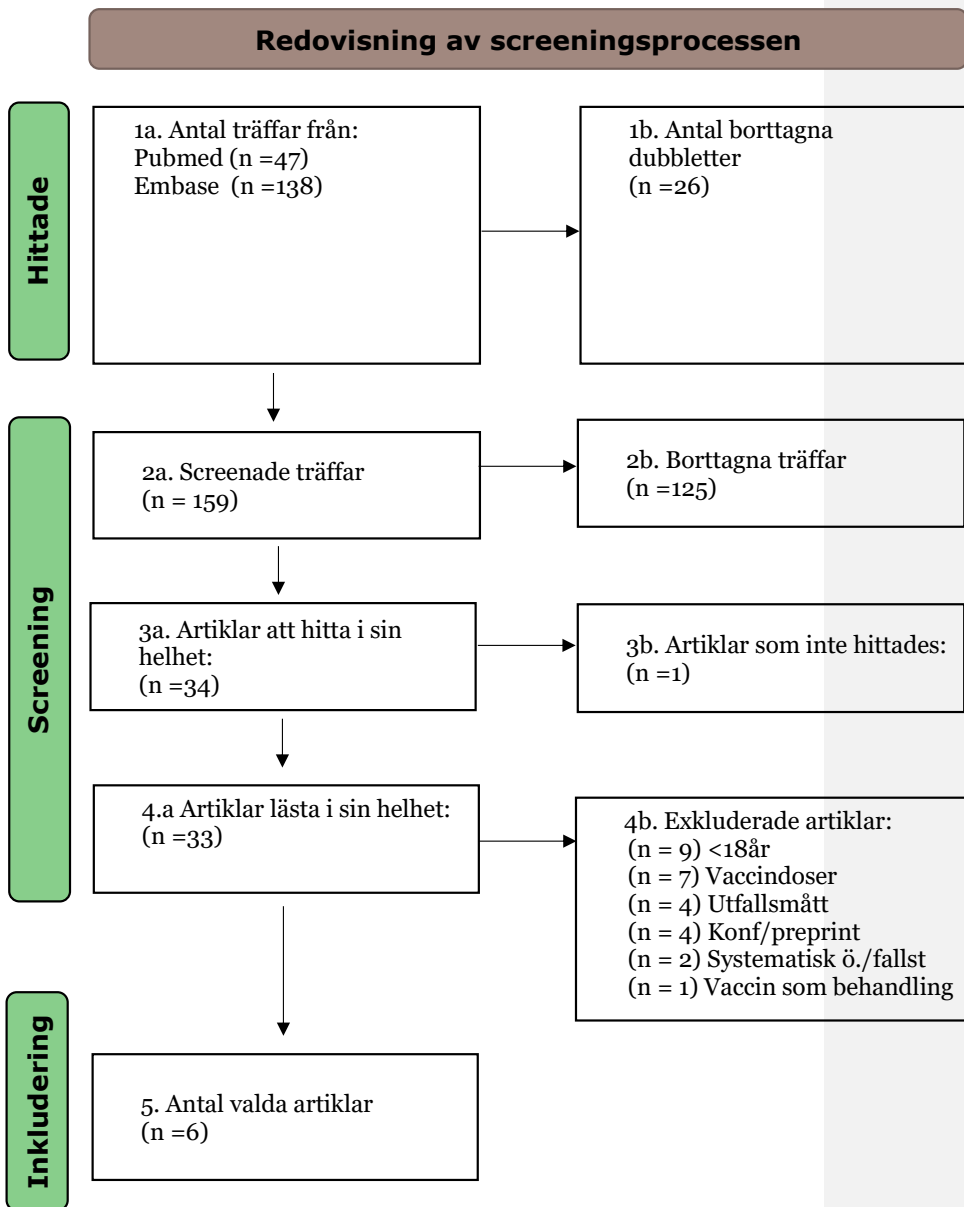 Redovisning av screeningsprocessen
Hittade
1a. Antal träffar från:
Pubmed (n =47)
Embase  (n =138)
1b. Antal borttagna
dubbletter
(n =26)
Screening
2a. Screenade träffar
(n = 159)
2b. Borttagna träffar
(n =125)
3a. Artiklar att hitta i sin
helhet:
(n =34)
3b. Artiklar som inte hittades:
(n =1)
4.a Artiklar lästa i sin helhet:
(n =33)
4b. Exkluderade artiklar:
(n = 9) <18år
(n = 7) Vaccindoser
(n = 4) Utfallsmått
(n = 4) Konf/preprint
(n = 2) Systematisk ö./fallst
(n = 1) Vaccin som behandling
Inkludering
5. Antal valda artiklar
(n =6)